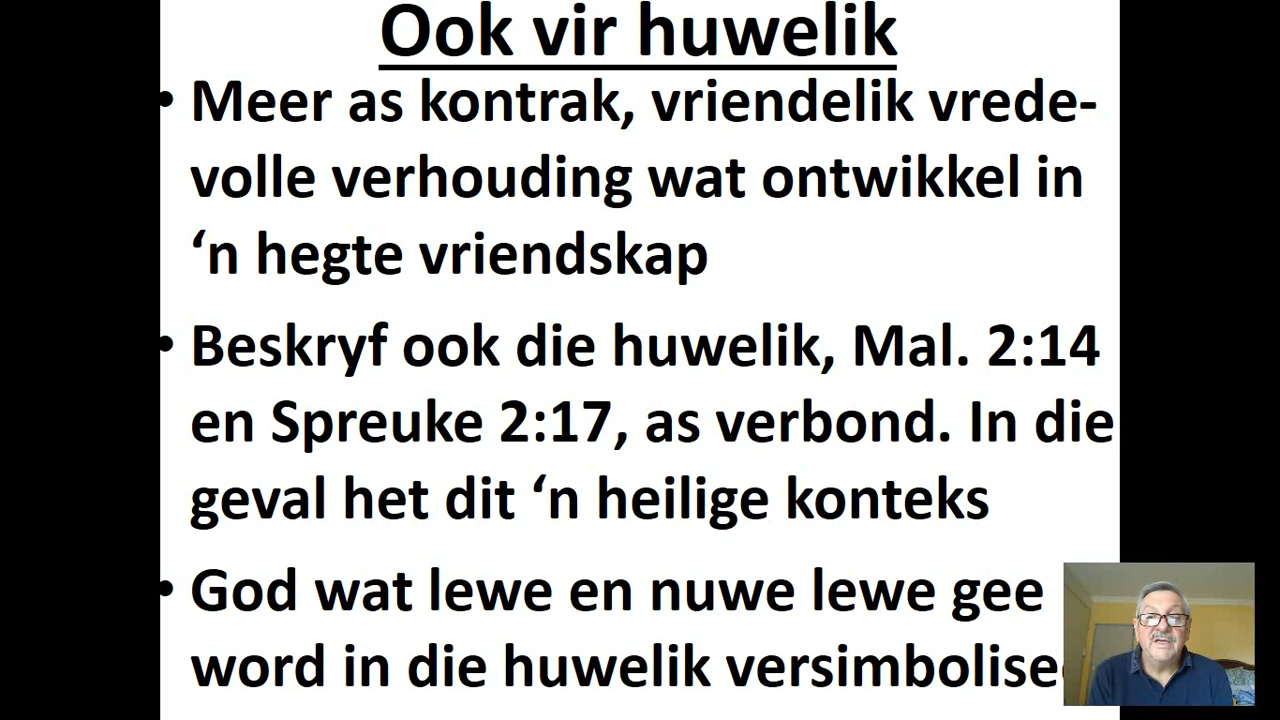 Ook vir huwelik
• Meer as kontrak, vriendelik vrede-
volle verhouding wat ontwikkel in
‘n hegte vriendskap
• Beskryf ook die huwelik, Mal. 2:14
en Spreuke 2:17, as verbond. In die
geval het dit ‘n heilige konteks
• God wat lewe en nuwe lewe gee
word in die huwelik